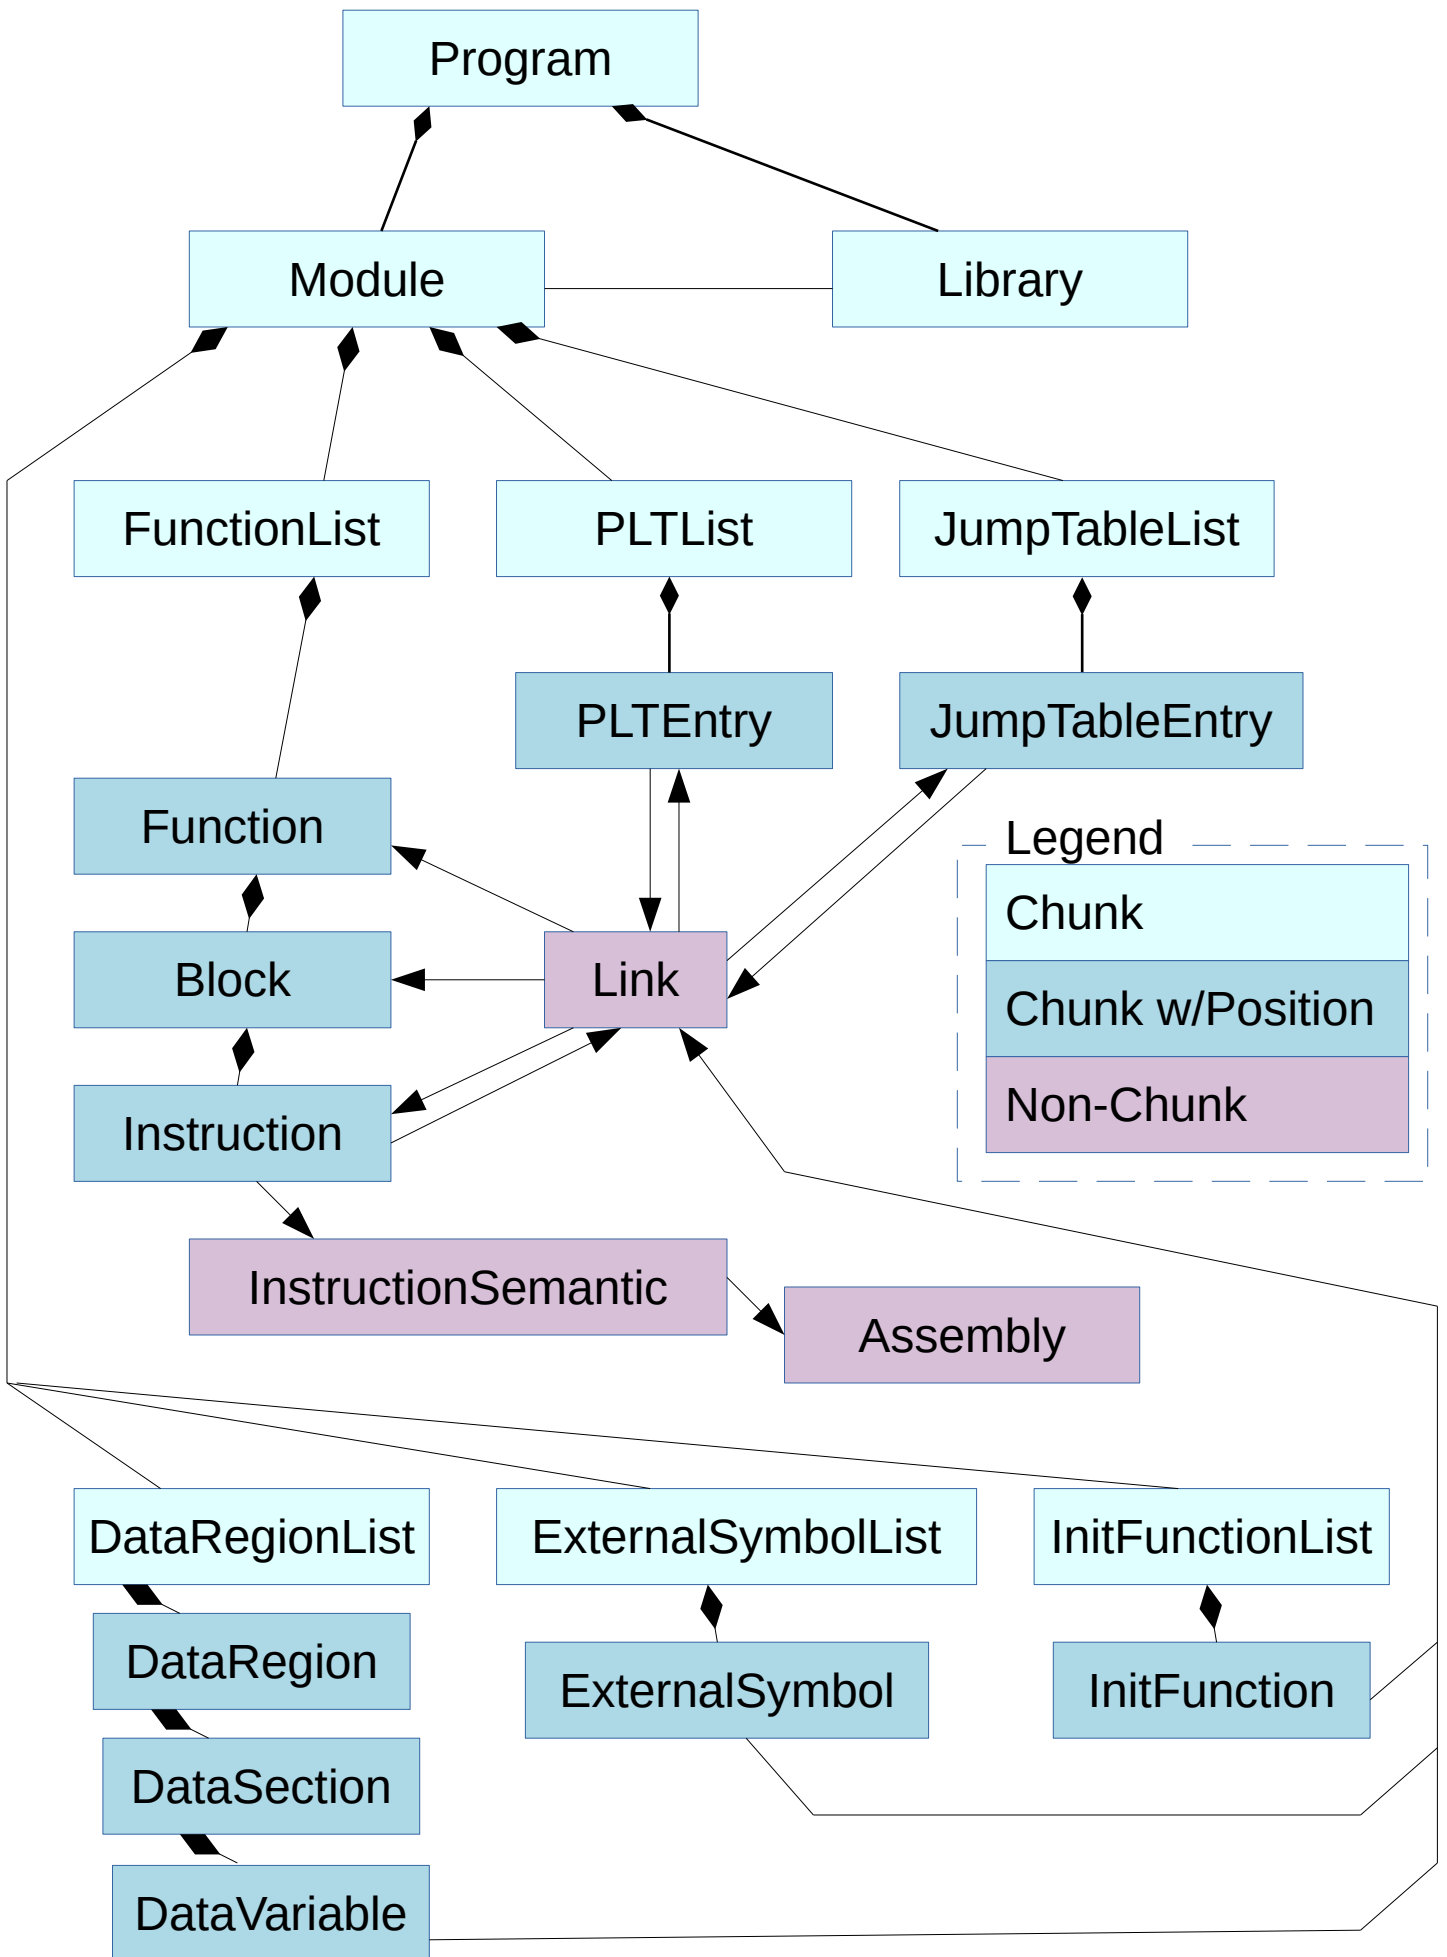 Program
Module
Library
FunctionList
PLTList
JumpTableList
PLTEntry
JumpTableEntry
Function
Legend
Chunk
Block
Link
Chunk w/Position
Non-Chunk
Instruction
InstructionSemantic
Assembly
DataRegionList
ExternalSymbolList
InitFunctionList
DataRegion
ExternalSymbol
InitFunction
DataSection
DataVariable